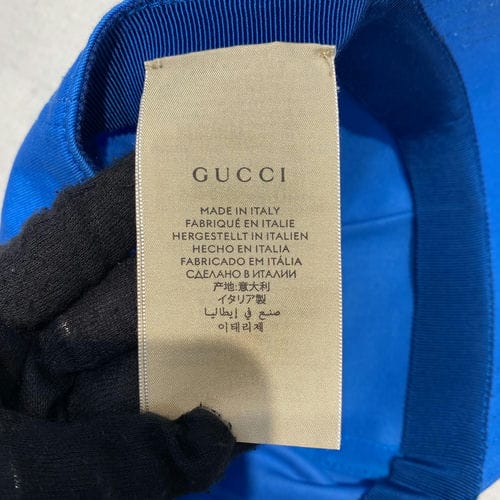 GUCCI
MADE IN ITALY
FABRIQUÉ EN ITALIE
HERGESTELLT IN ITALIEN
HECHO EN ITALIA
FABRICADO EM ITÁLIA
СДЕЛАНО В ИТАЛИИ
产地:意大利
イタリア製
صنع في إيطاليا
이태리제